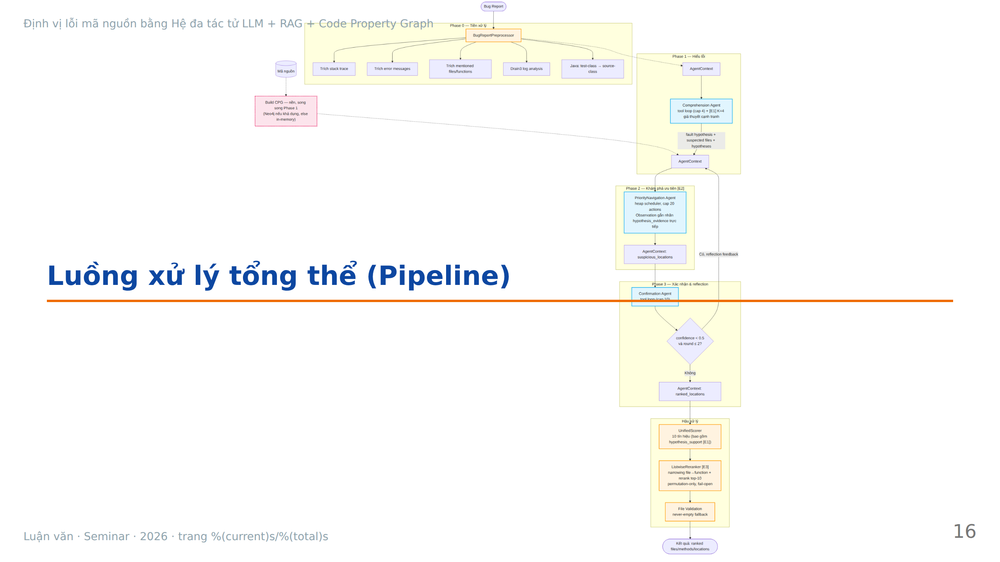 Bug Report
Định vị lỗi mã nguồn bằng Hệ đa tác tử LLM + RAG + Code Property Graph
Phase 0 — Tiền xử lý
BugReportPreprocessor
Trích stack trace
Trích error messages
Trích mentioned
files/functions
Drain3 log analysis
Java: test-class → source-
class
Mã nguồn
Build CPG — nền, song
song Phase 1
(Neo4j nếu khả dụng, else
in-memory)
Phase 1 — Hiểu lỗi
AgentContext
Comprehension Agent
tool loop (cap 4) + [E1] K=4
giả thuyết cạnh tranh
fault hypothesis +
suspected files +
hypotheses
AgentContext
Phase 2 — Khám phá ưu tiên [E2]
PriorityNavigation Agent
heap scheduler, cap 20
actions
Observation gắn nhãn
hypothesis_evidence trực
tiếp
AgentContext:
suspicious_locations
Có, reflection feedback
Luồng xử lý tổng thể (Pipeline)
Phase 3 — Xác nhận & reflection
Confirmation Agent
tool loop (cap 10)
confidence < 0.5
và round ≤ 2?
Không
AgentContext:
ranked_locations
Hậu xử lý
UnifiedScorer
10 tín hiệu (bao gồm
hypothesis_support [E1])
ListwiseReranker [E3]
narrowing file→function +
rerank top-10
permutation-only, fail-open
File Validation
never-empty fallback
Kết quả: ranked
files/methods/locations
Luận văn · Seminar · 2026 · trang %(current)s/%(total)s
16